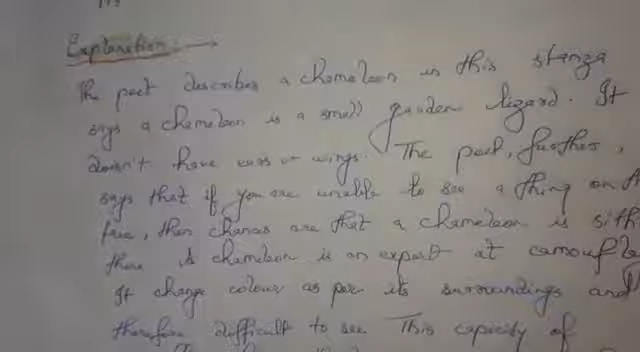 Explanation :→
The poet describes a chameleon in this stanza
says a chameleon is a small garden lizard. It
doesn't have ears or wings. The poet, further,
says that if you are unable to see a thing on
tree, then chances are that a chameleon is sitti
there A chameleon is an expert at camoufla
It change colour as per its surroundings and
therefore difficult to see This capacity of